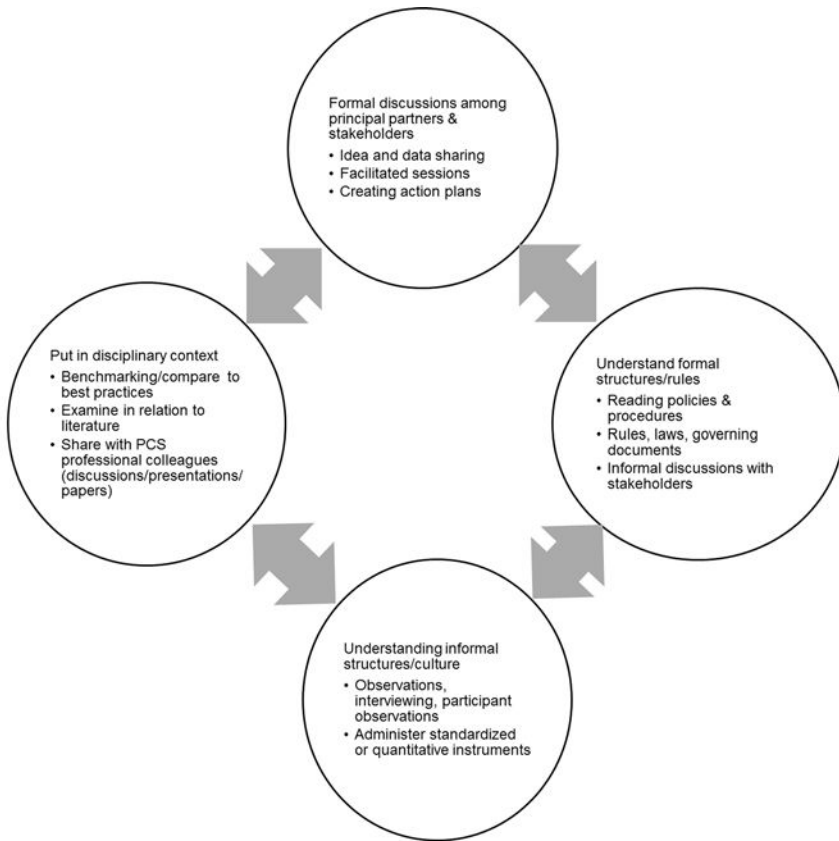 Formal discussions among
principal partners &
stakeholders
• Idea and data sharing
• Facilitated sessions
• Creating action plans
Put in disciplinary context
• Benchmarking/compare to
best practices
• Examine in relation to
literature
• Share with PCS
professional colleagues
(discussions/presentations/
papers)
Understand formal
structures/rules
• Reading policies &
procedures
• Rules, laws, governing
documents
• Informal discussions with
stakeholders
Understanding informal
structures/culture
• Observations,
interviewing, participant
observations
• Administer standardized
or quantitative instruments